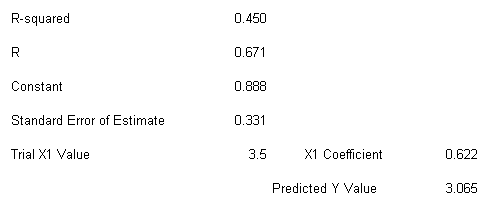 R-squared 0.450
R 0.671
Constant 0.888
Standard Error of Estimate 0.331
Trial X1 Value 3.5 X1 Coefficient 0.622
Predicted Y Value 3.065